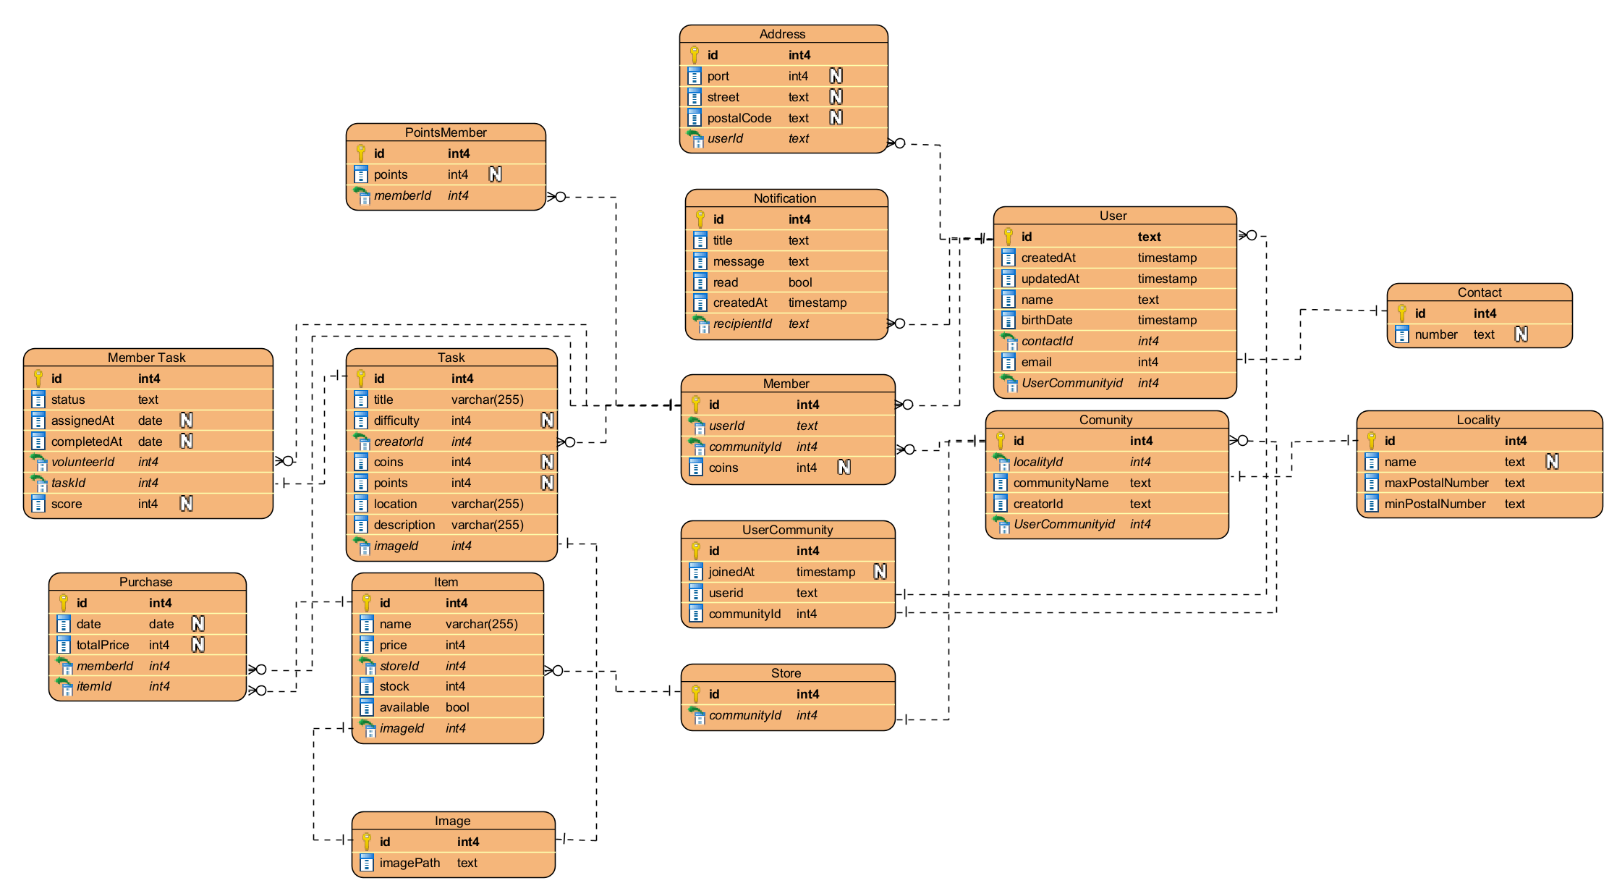 Address
id int4
port int4 N
street text N
postalCode text N
userId text
PointsMember
id int4
points int4 N
memberId int4
Notification
id int4
title text
message text
read bool
createdAt timestamp
recipientId text
User
id text
createdAt timestamp
updatedAt timestamp
name text
birthDate timestamp
contactId int4
email int4
UserCommunityid int4
Contact
id int4
number text N
Member Task
id int4
status text
assignedAt date N
completedAt date N
volunteerId int4
taskId int4
score int4 N
Task
id int4
title varchar(255)
difficulty int4 N
creatorId int4
coins int4 N
points int4 N
location varchar(255)
description varchar(255)
imageId int4
Member
id int4
userId text
communityId int4
coins int4 N
Comunity
id int4
localityId int4
communityName text
creatorId text
UserCommunityid int4
Locality
id int4
name text N
maxPostalNumber text
minPostalNumber text
UserCommunity
id int4
joinedAt timestamp N
userid text
communityId int4
Purchase
id int4
date date N
totalPrice int4 N
memberId int4
itemId int4
Item
id int4
name varchar(255)
price int4
storeId int4
stock int4
available bool
imageId int4
Store
id int4
communityId int4
Image
id int4
imagePath text